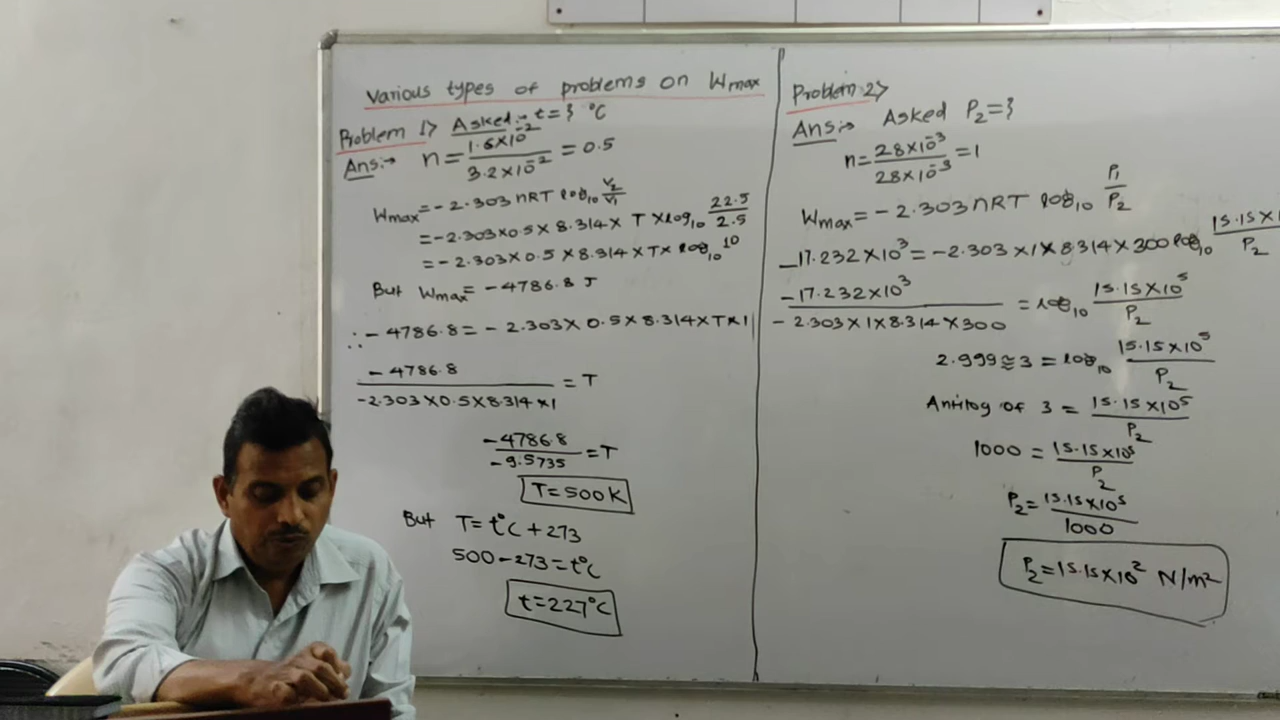 Various types of problems on Wmax
Problem 1> Asked:- t=? °C
Ans:→ n = 1.6×10⁻² / 3.2×10⁻² = 0.5
Wmax = -2.303 nRT log₁₀ V₂/V₁
= -2.303×0.5×8.314× T ×log₁₀ 22.5/2.5
= -2.303×0.5×8.314×T× log₁₀ 10
But Wmax = -4786.8 J
∴ -4786.8 = -2.303×0.5×8.314×T×1
-4786.8 / -2.303×0.5×8.314×1 = T
-4786.8 / -9.5735 = T
T=500K
But T= t°C + 273
500-273=t°C
t=227°C
Problem 2>
Ans:→ Asked P₂=?
n= 28×10⁻³ / 28×10⁻³ = 1
Wmax = -2.303 nRT log₁₀ P₁/P₂
-17.232×10³ = -2.303×1×8.314×300 log₁₀ 15.15×1 / P₂
-17.232×10³ / -2.303×1×8.314×300 = log₁₀ 15.15×10⁵ / P₂
2.999≅3 = log₁₀ 15.15×10⁵ / P₂
Antilog of 3 = 15.15×10⁵ / P₂
1000 = 15.15×10⁵ / P₂
P₂= 15.15×10⁵ / 1000
P₂=15.15×10² N/m²